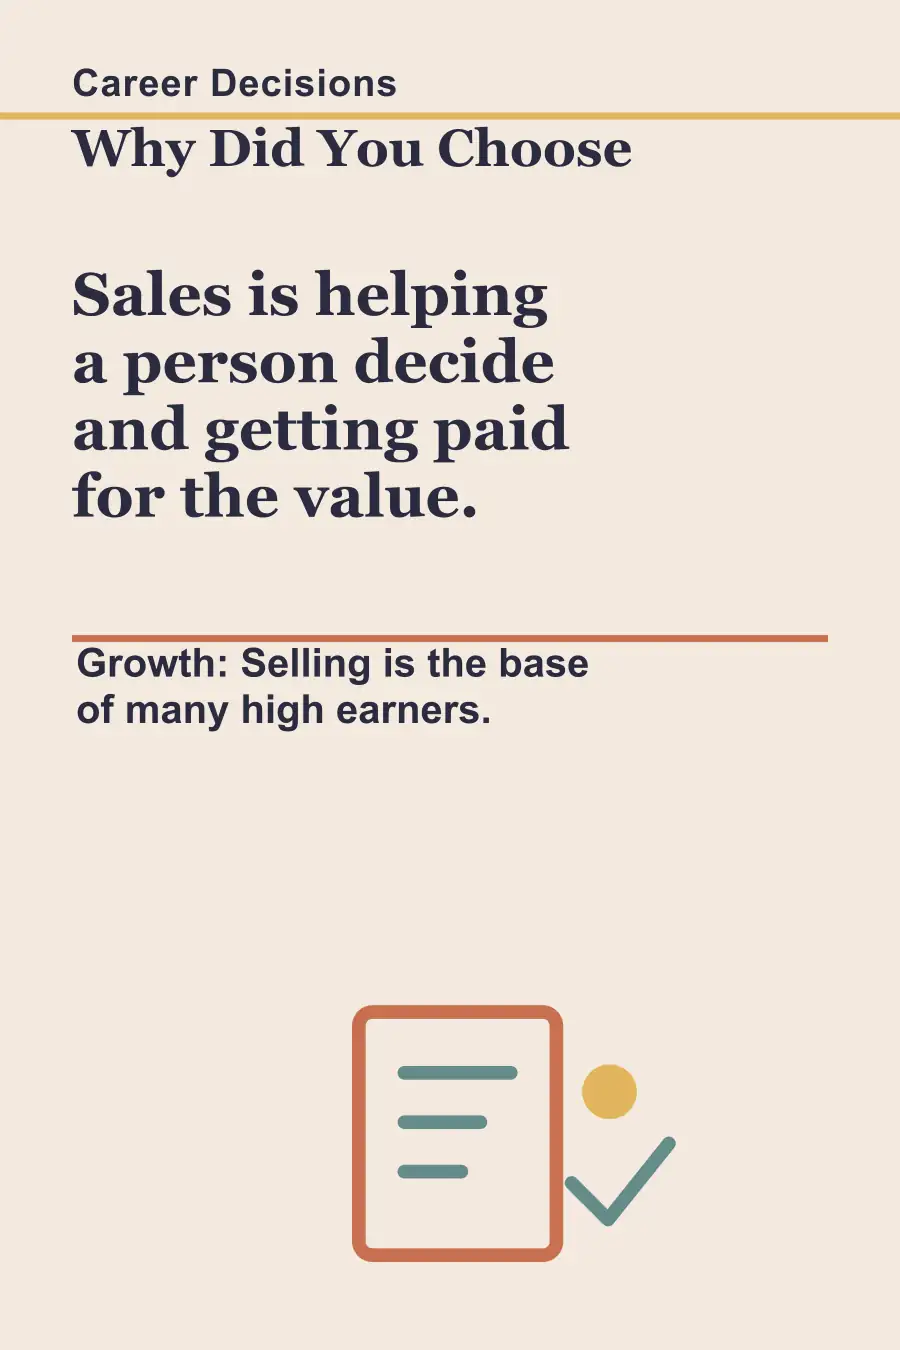 Career Decisions
Why Did You Choose
Sales is helping
a person decide
and getting paid
for the value.
Growth: Selling is the base
of many high earners.